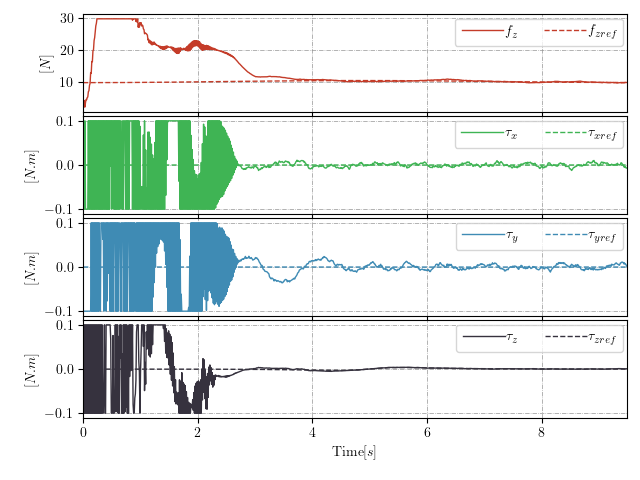 30
20
10
[N]
f_z
f_zref
0.1
0.0
−0.1
[N.m]
τ_x
τ_xref
0.1
0.0
−0.1
[N.m]
τ_y
τ_yref
0.1
0.0
−0.1
[N.m]
τ_z
τ_zref
0 2 4 6 8
Time[s]